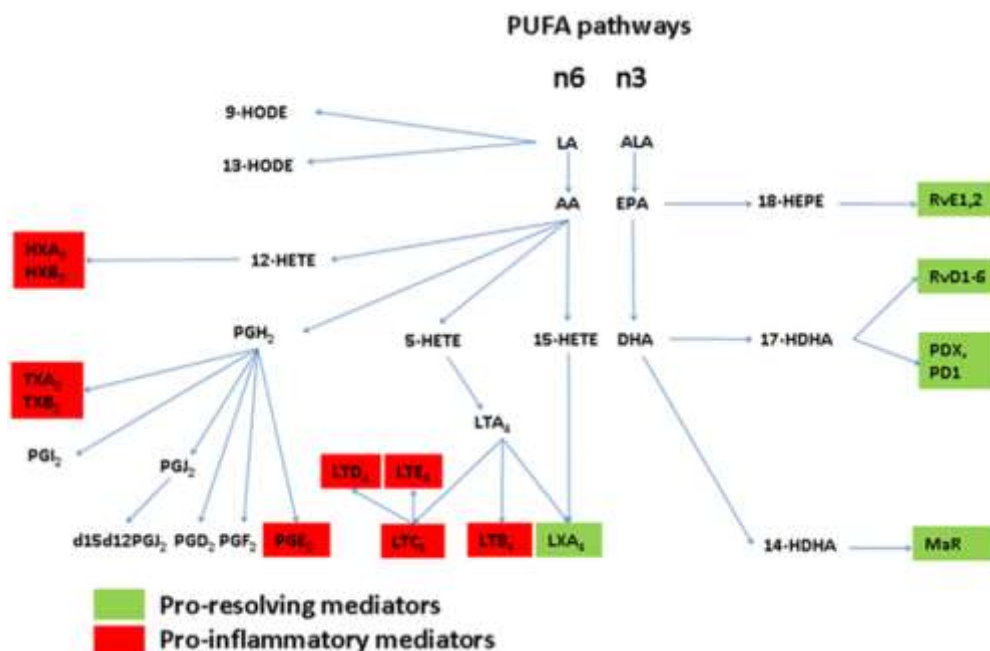 PUFA pathways
n6 n3
9-HODE
LA ALA
13-HODE
AA EPA 18-HEPE RvE1,2
HXA₃
HXB₃
12-HETE
RvD1-6
PGH₂ 5-HETE 15-HETE DHA 17-HDHA
PDX,
PD1
TXA₂
TXB₂
LTA₄
PGI₂ PGJ₂
LTD₄ LTE₄
d15d12PGJ₂ PGD₂ PGF₂ PGE₂ LTC₄ LTB₄ LXA₄ 14-HDHA MaR
Pro-resolving mediators
Pro-inflammatory mediators